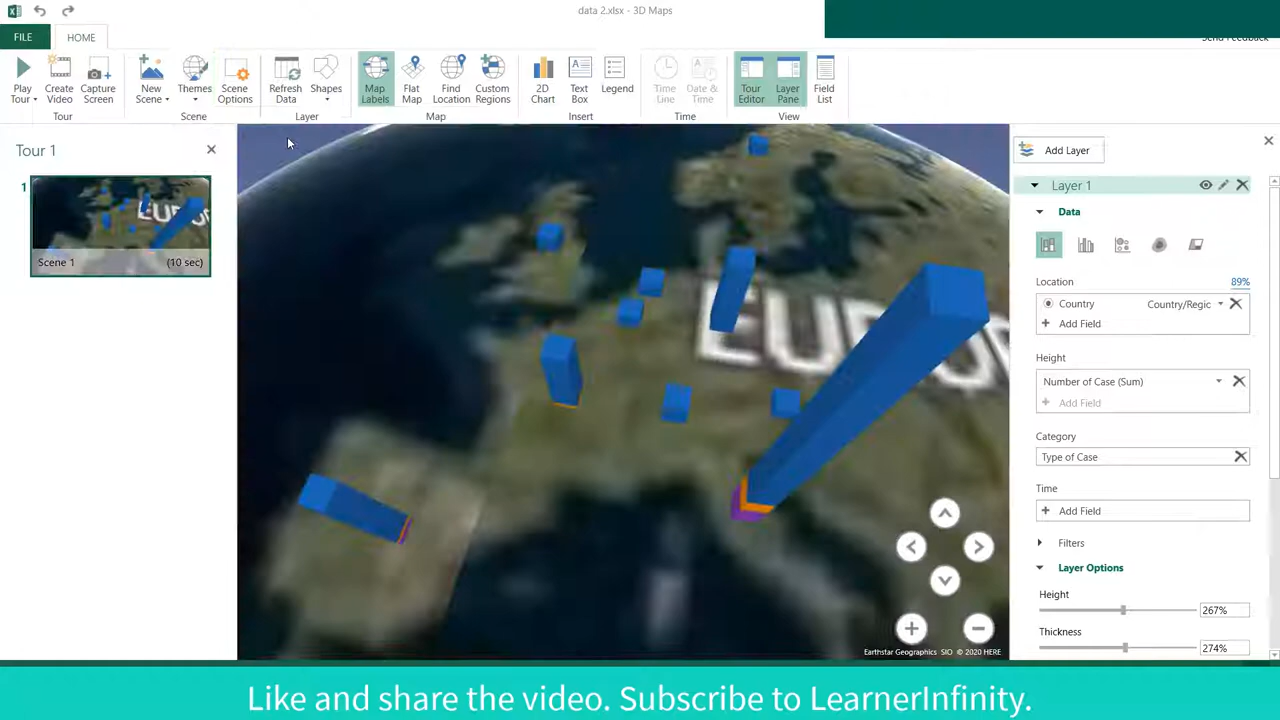 data 2.xlsx - 3D Maps
FILE
HOME
Play
Tour
Create
Video
Capture
Screen
Tour
New
Scene
Themes
Scene
Options
Scene
Refresh
Data
Shapes
Layer
Map
Labels
Flat
Map
Find
Location
Custom
Regions
Map
2D
Chart
Text
Box
Legend
Insert
Time
Line
Date &
Time
Time
Tour
Editor
Layer
Pane
Field
List
View
Tour 1
1
Scene 1 (10 sec)
EUROP
Earthstar Geographics SIO © 2020 HERE
Add Layer
Layer 1
Data
Location 89%
Country Country/Regic
Add Field
Height
Number of Case (Sum)
Add Field
Category
Type of Case
Time
Add Field
Filters
Layer Options
Height
267%
Thickness
274%
Like and share the video. Subscribe to LearnerInfinity.